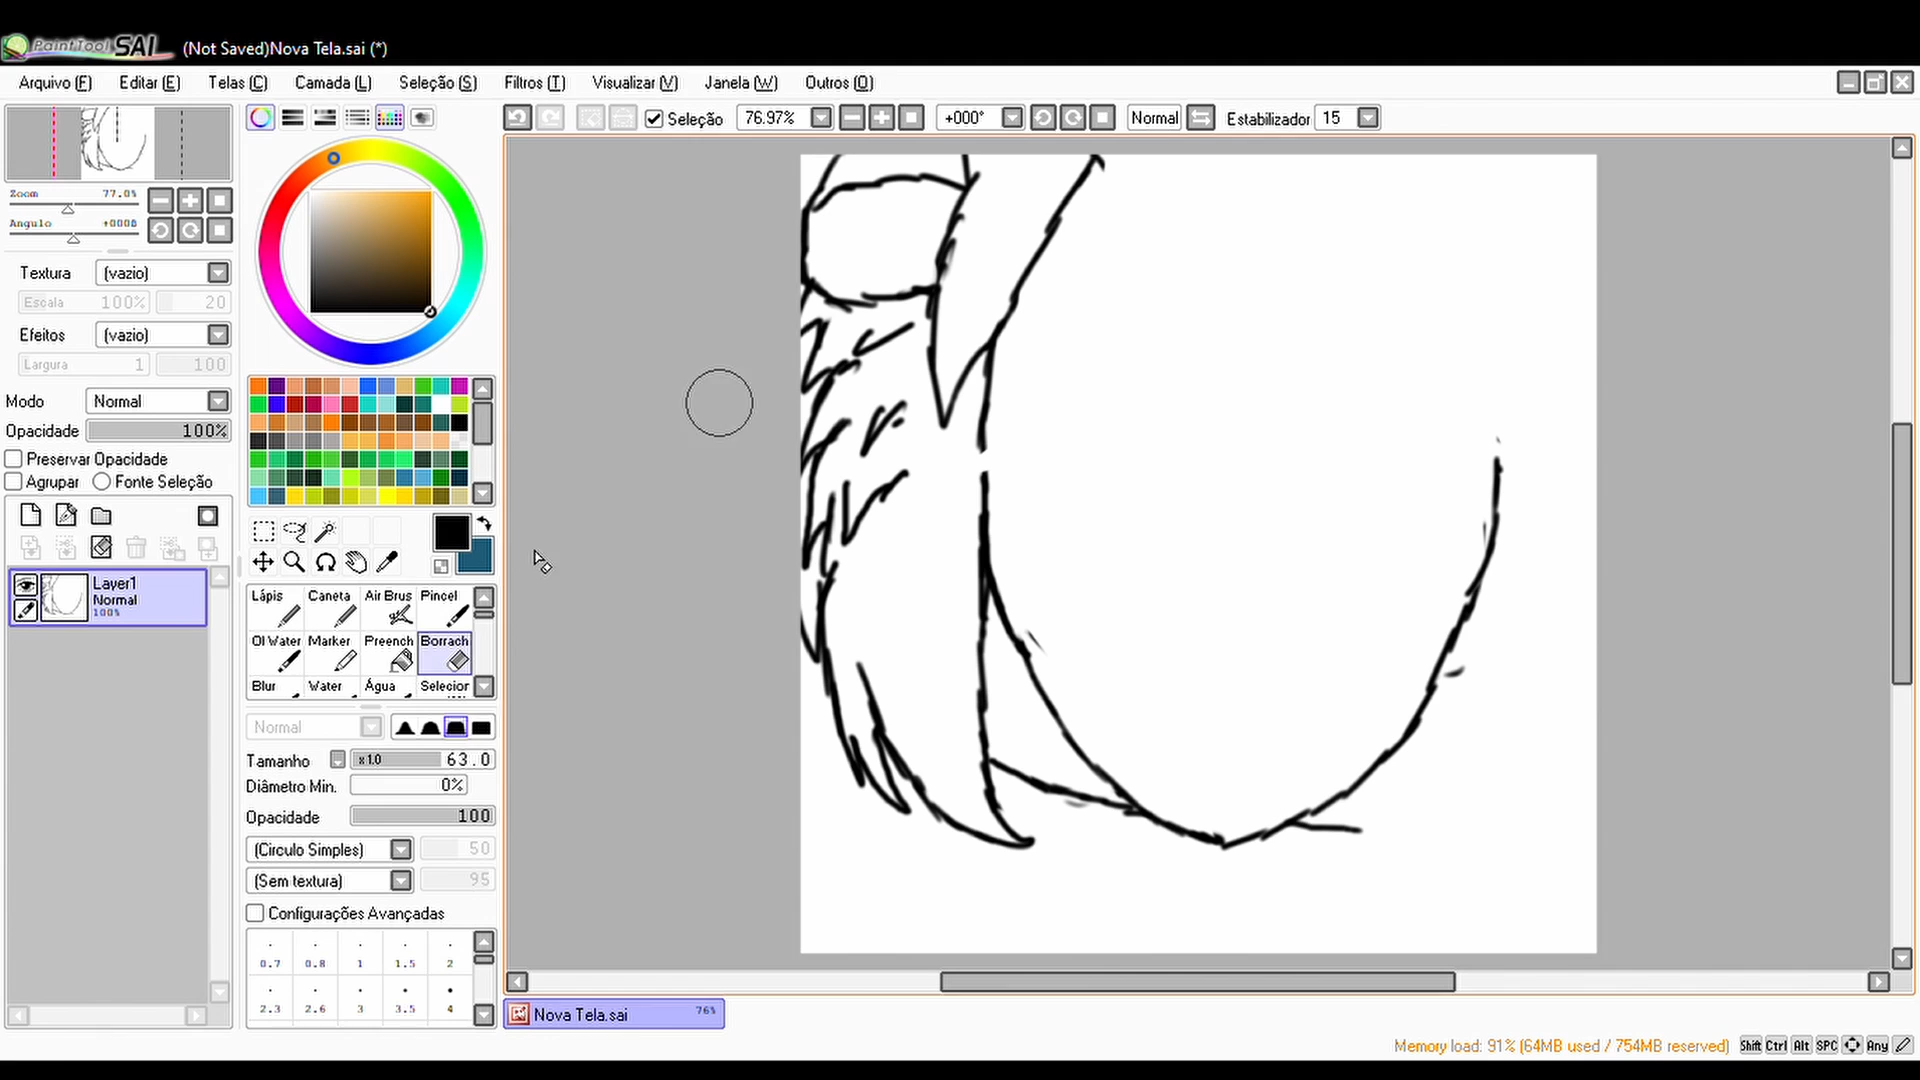 PaintTool SAI (Not Saved)Nova Tela.sai (*)
Arquivo (F) Editar (E) Telas (C) Camada (L) Seleção (S) Filtros (T) Visualizar (V) Janela (W) Outros (O)
Seleção 76.97% +000° Normal Estabilizador 15
Zoom 77.0%
Angulo +000θ
Textura (vazio)
Escala 100% 20
Efeitos (vazio)
Largura 1 100
Modo Normal
Opacidade 100%
Preservar Opacidade
Agrupar Fonte Seleção
Layer1
Normal
100%
Lápis Caneta Air Brus Pincel
Ol Water Marker Preench Borrach
Blur Water Água Selecior
Normal
Tamanho x 1.0 63.0
Diâmetro Min. 0%
Opacidade 100
(Circulo Simples) 50
(Sem textura) 95
Configurações Avançadas
0.7 0.8 1 1.5 2
2.3 2.6 3 3.5 4
Nova Tela.sai 76%
Memory load: 91% (64MB used / 754MB reserved) Shift Ctrl Alt SPC Any